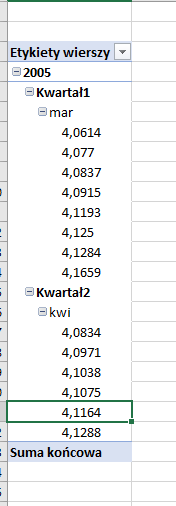 Etykiety wierszy
2005
Kwartał1
mar
4,0614
4,077
4,0837
4,0915
4,1193
4,125
4,1284
4,1659
Kwartał2
kwi
4,0834
4,0971
4,1038
4,1075
4,1164
4,1288
Suma końcowa